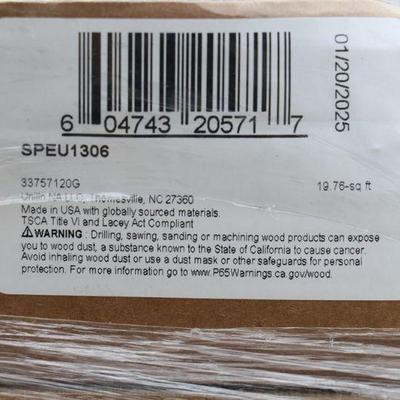 01/20/2025
6 04743 20571 7
SPEU1306
33757120G
19.76-sq ft
Unilin NA LLC, Thomasville, NC 27360
Made in USA with globally sourced materials.
TSCA Title VI and Lacey Act Compliant
⚠WARNING : Drilling, sawing, sanding or machining wood products can expose
you to wood dust, a substance known to the State of California to cause cancer.
Avoid inhaling wood dust or use a dust mask or other safeguards for personal
protection. For more information go to www.P65Warnings.ca.gov/wood.